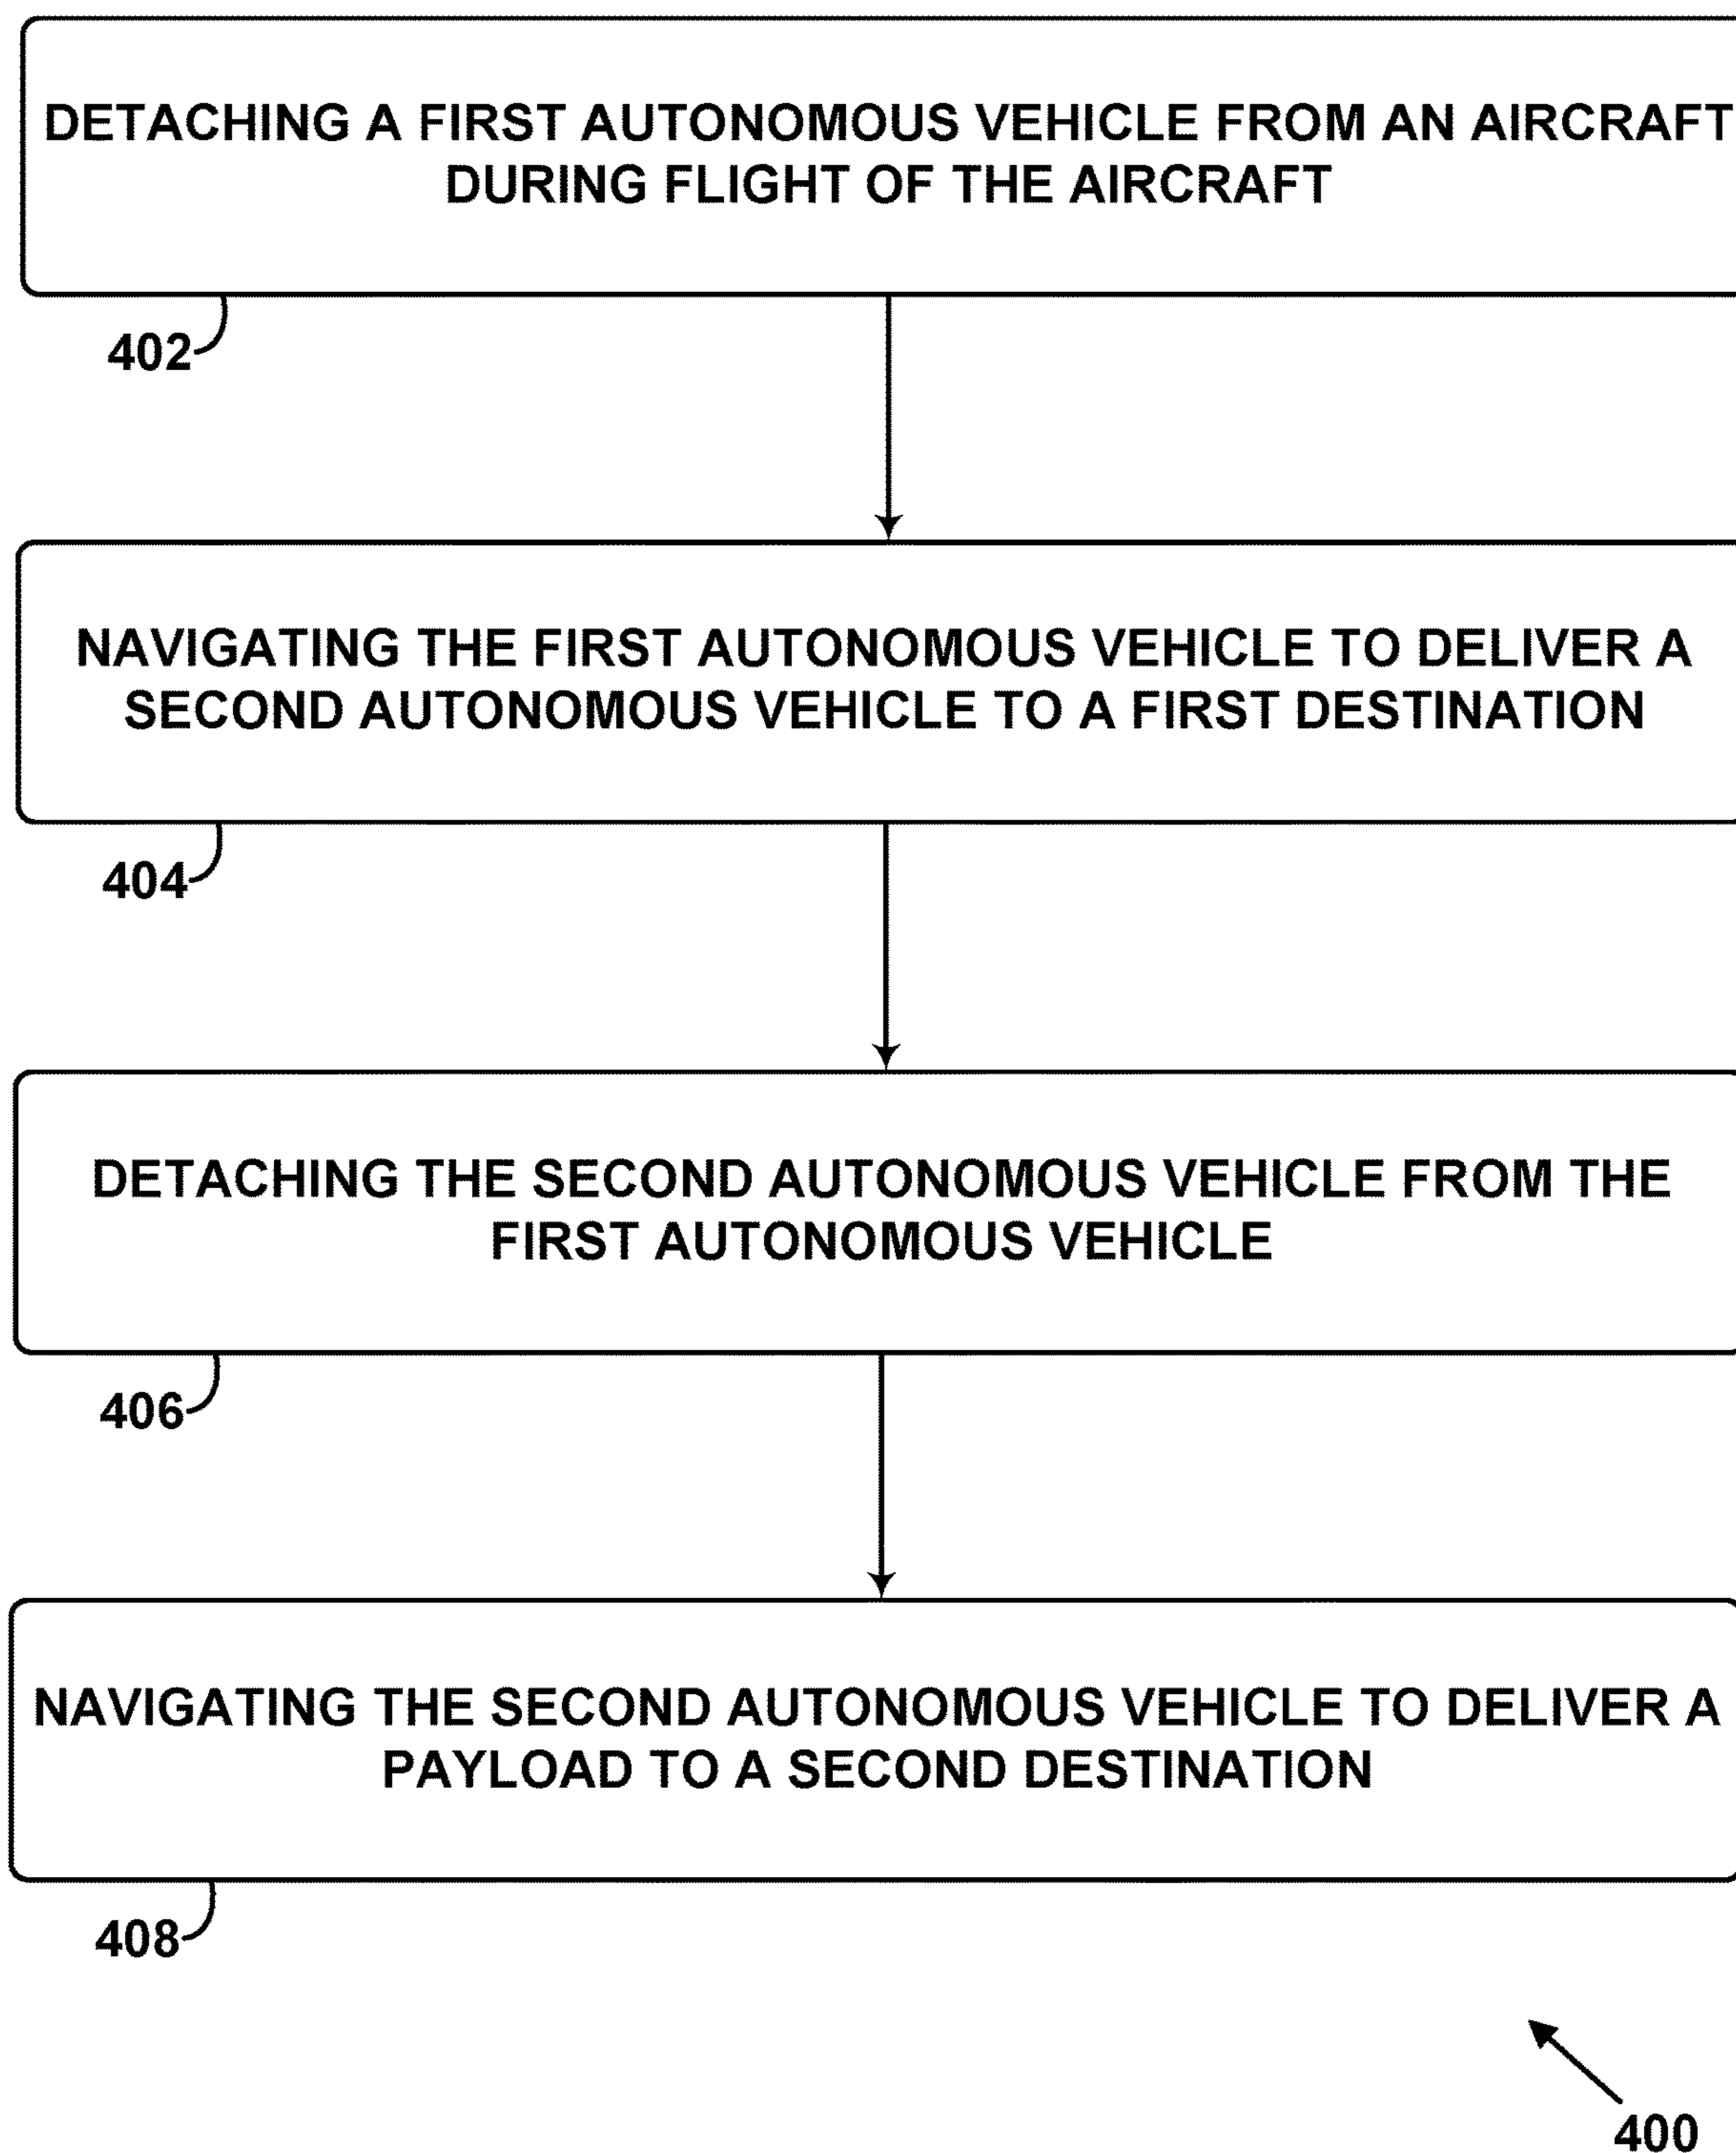 DETACHING A FIRST AUTONOMOUS VEHICLE FROM AN AIRCRAFT
DURING FLIGHT OF THE AIRCRAFT
402
NAVIGATING THE FIRST AUTONOMOUS VEHICLE TO DELIVER A
SECOND AUTONOMOUS VEHICLE TO A FIRST DESTINATION
404
DETACHING THE SECOND AUTONOMOUS VEHICLE FROM THE
FIRST AUTONOMOUS VEHICLE
406
NAVIGATING THE SECOND AUTONOMOUS VEHICLE TO DELIVER A
PAYLOAD TO A SECOND DESTINATION
408
400